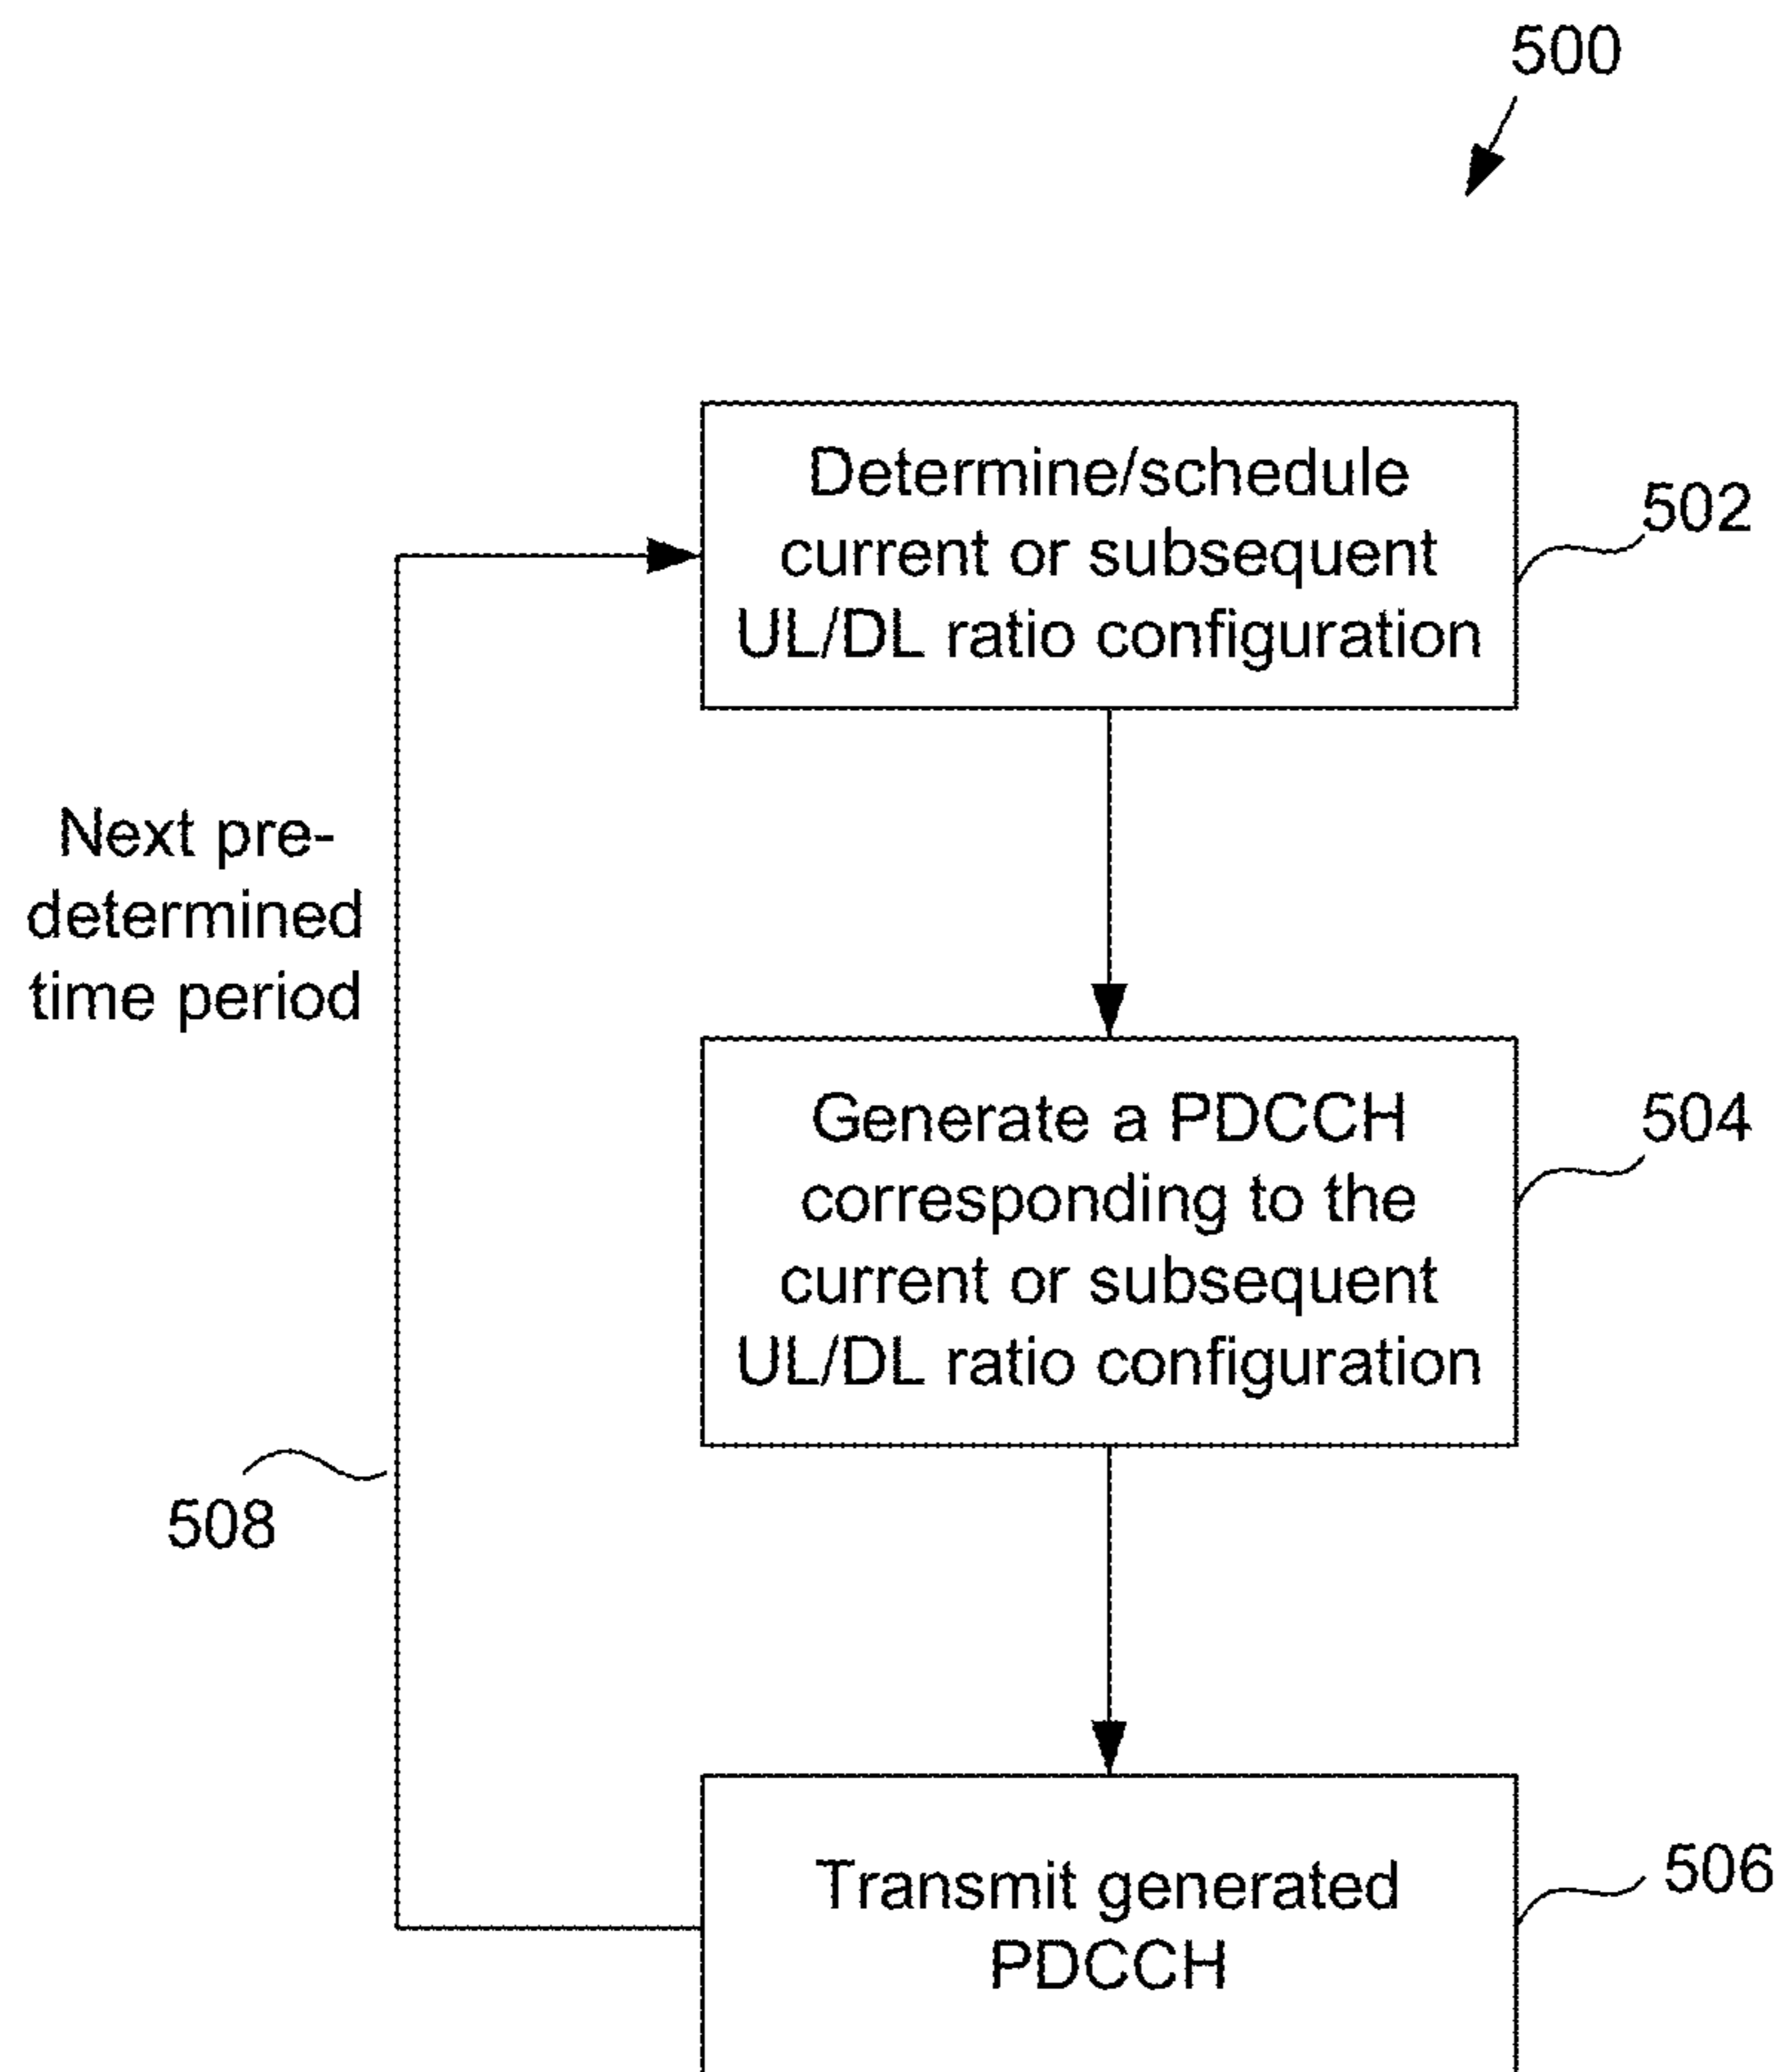 500
Determine/schedule
current or subsequent
UL/DL ratio configuration
502
Next pre-
determined
time period
Generate a PDCCH
corresponding to the
current or subsequent
UL/DL ratio configuration
504
508
Transmit generated
PDCCH
506